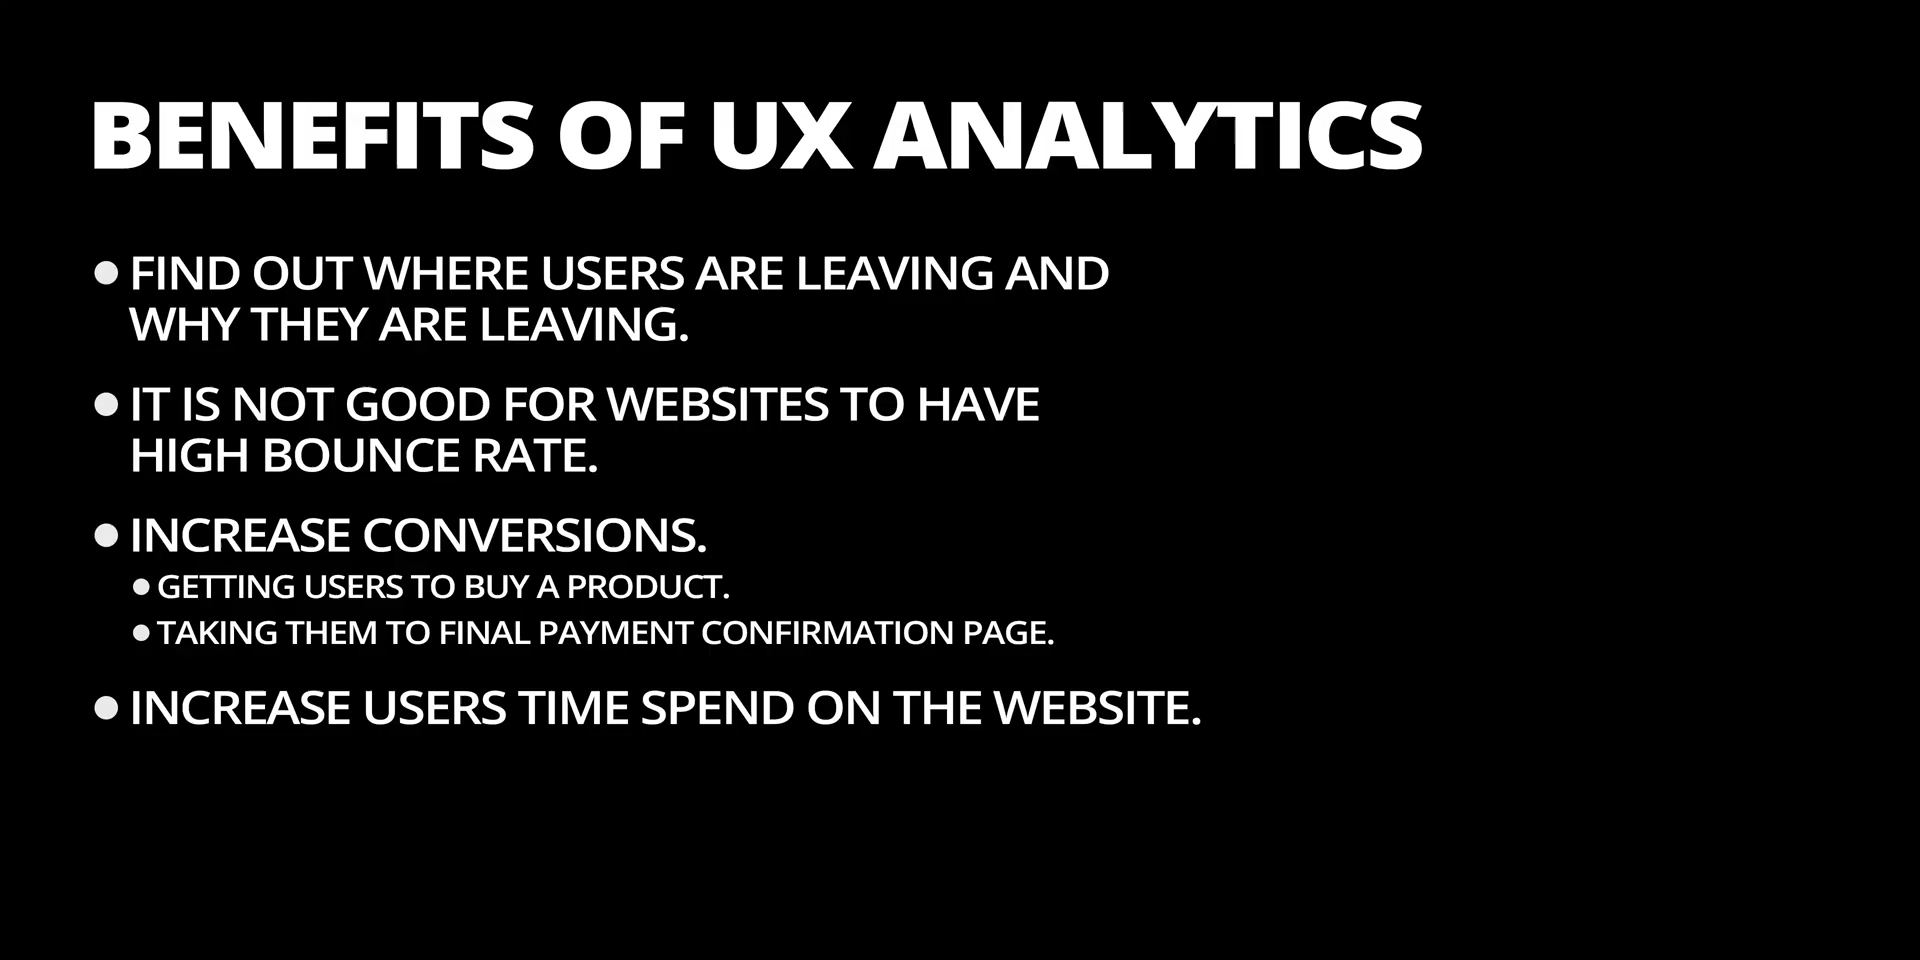 BENEFITS OF UX ANALYTICS
● FIND OUT WHERE USERS ARE LEAVING AND
WHY THEY ARE LEAVING.
● IT IS NOT GOOD FOR WEBSITES TO HAVE
HIGH BOUNCE RATE.
● INCREASE CONVERSIONS.
● GETTING USERS TO BUY A PRODUCT.
● TAKING THEM TO FINAL PAYMENT CONFIRMATION PAGE.
● INCREASE USERS TIME SPEND ON THE WEBSITE.